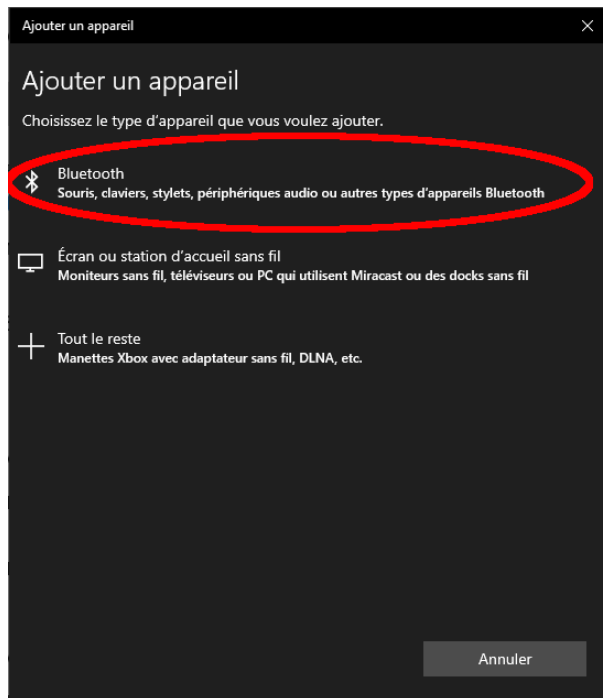 Ajouter un appareil
Ajouter un appareil
Choisissez le type d'appareil que vous voulez ajouter.
Bluetooth
Souris, claviers, stylets, périphériques audio ou autres types d'appareils Bluetooth
Écran ou station d'accueil sans fil
Moniteurs sans fil, téléviseurs ou PC qui utilisent Miracast ou des docks sans fil
Tout le reste
Manettes Xbox avec adaptateur sans fil, DLNA, etc.
Annuler